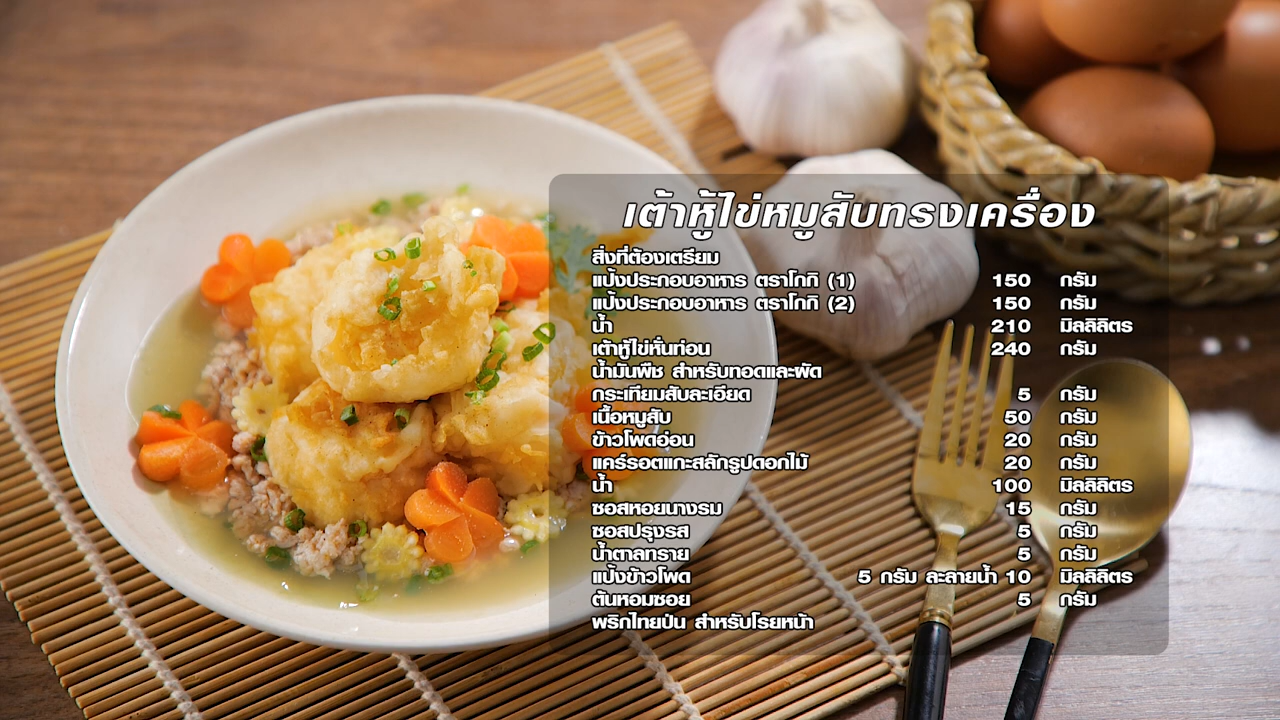 เต้าหู้ไข่หมูสับทรงเครื่อง
สิ่งที่ต้องเตรียม
แป้งประกอบอาหาร ตราโกกิ (1) 150 กรัม
แป้งประกอบอาหาร ตราโกกิ (2) 150 กรัม
น้ำ 210 มิลลิลิตร
เต้าหู้ไข่หั่นท่อน 240 กรัม
น้ำมันพืช สำหรับทอดและผัด
กระเทียมสับละเอียด 5 กรัม
เนื้อหมูสับ 50 กรัม
ข้าวโพดอ่อน 20 กรัม
แคร์รอตแกะสลักรูปดอกไม้ 20 กรัม
น้ำ 100 มิลลิลิตร
ซอสหอยนางรม 15 กรัม
ซอสปรุงรส 5 กรัม
น้ำตาลทราย 5 กรัม
แป้งข้าวโพด 5 กรัม ละลายน้ำ 10 มิลลิลิตร
ต้นหอมซอย 5 กรัม
พริกไทยป่น สำหรับโรยหน้า